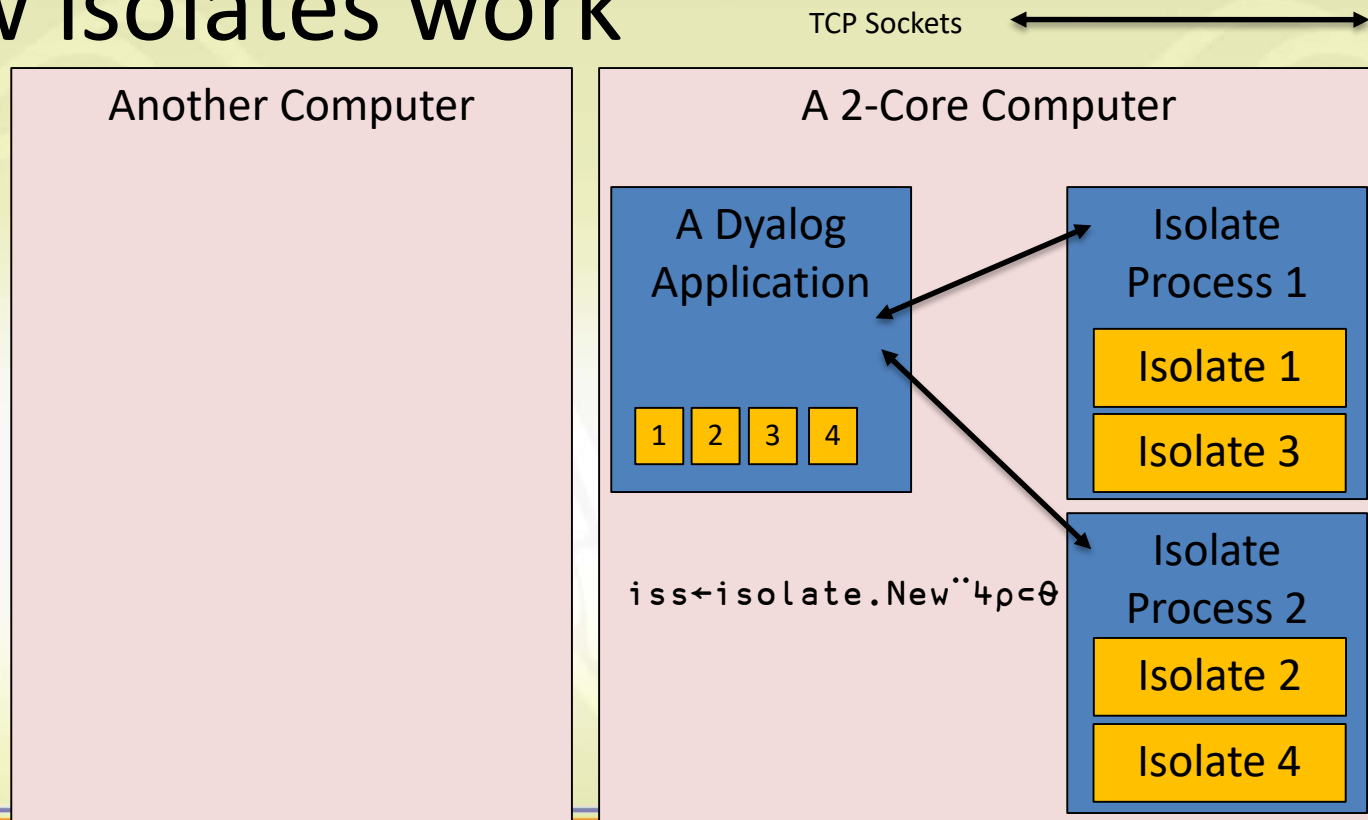 w isolates work
TCP Sockets
Another Computer
A 2-Core Computer
A Dyalog
Application
1 2 3 4
Isolate
Process 1
Isolate 1
Isolate 3
iss←isolate.New¨4⍴⊂⍬
Isolate
Process 2
Isolate 2
Isolate 4